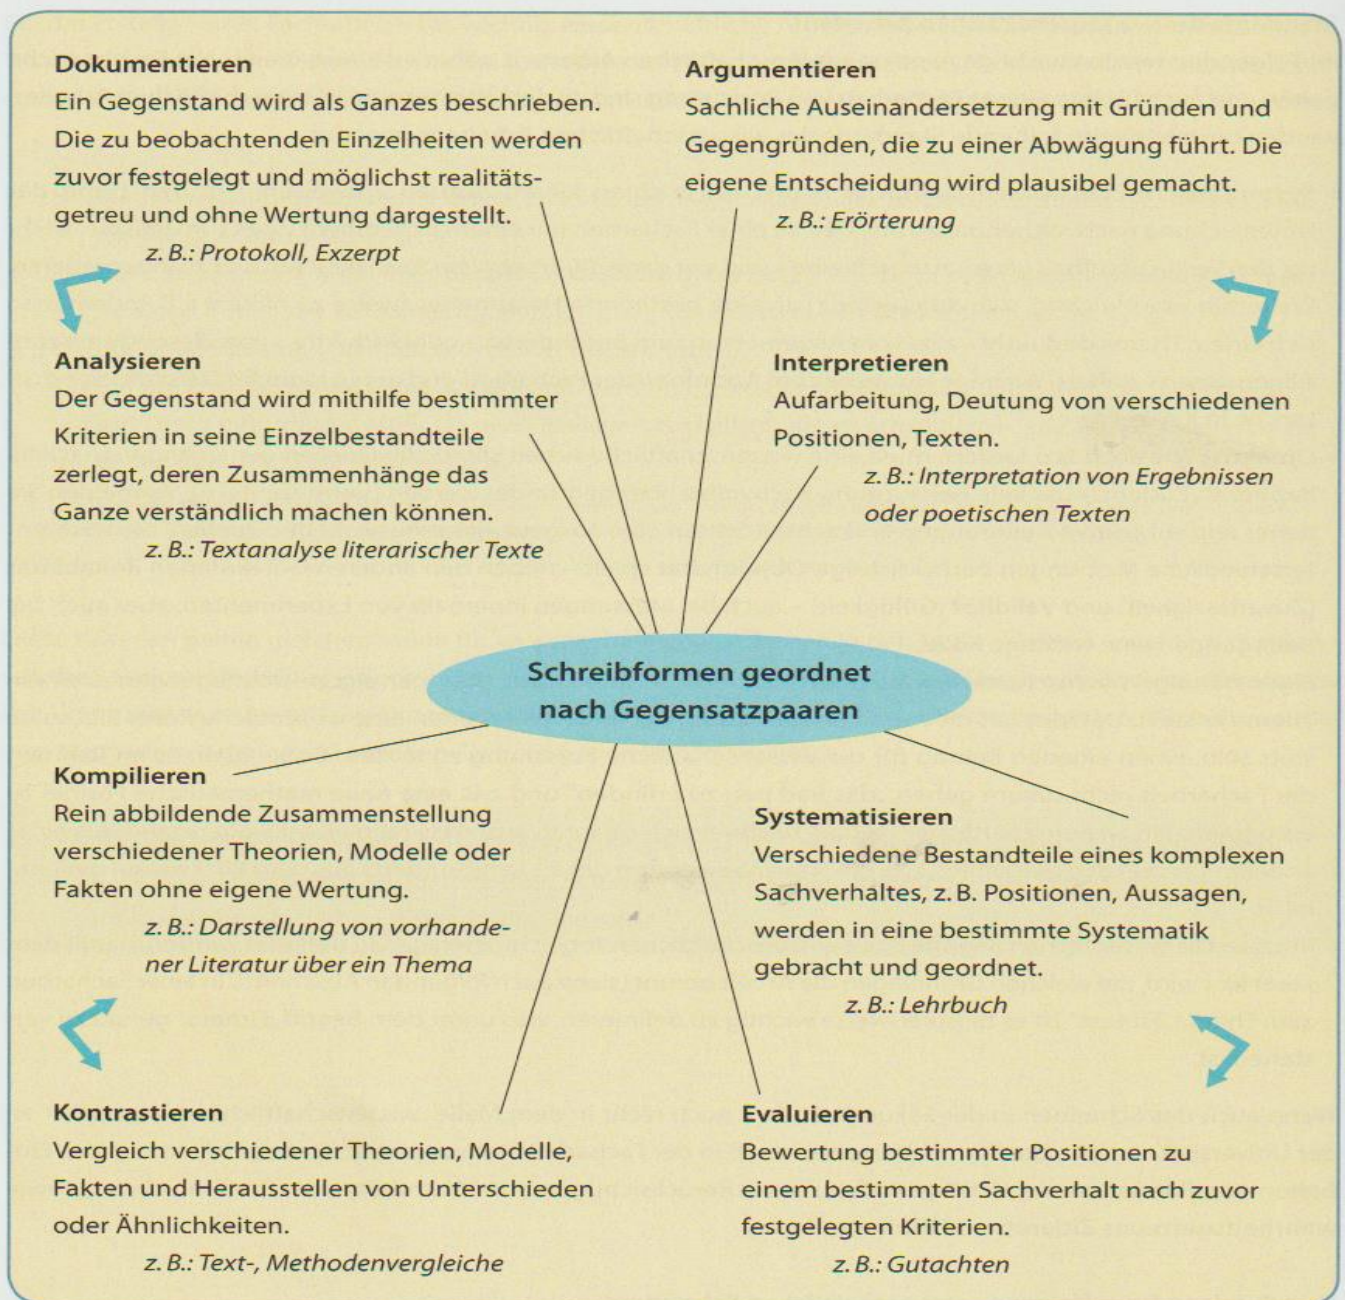 Dokumentieren
Ein Gegenstand wird als Ganzes beschrieben.
Die zu beobachtenden Einzelheiten werden
zuvor festgelegt und möglichst realitäts-
getreu und ohne Wertung dargestellt.
z. B.: Protokoll, Exzerpt
Argumentieren
Sachliche Auseinandersetzung mit Gründen und
Gegengründen, die zu einer Abwägung führt. Die
eigene Entscheidung wird plausibel gemacht.
z. B.: Erörterung
Analysieren
Der Gegenstand wird mithilfe bestimmter
Kriterien in seine Einzelbestandteile
zerlegt, deren Zusammenhänge das
Ganze verständlich machen können.
z. B.: Textanalyse literarischer Texte
Interpretieren
Aufarbeitung, Deutung von verschiedenen
Positionen, Texten.
z. B.: Interpretation von Ergebnissen
oder poetischen Texten
Schreibformen geordnet
nach Gegensatzpaaren
Kompilieren
Rein abbildende Zusammenstellung
verschiedener Theorien, Modelle oder
Fakten ohne eigene Wertung.
z. B.: Darstellung von vorhande-
ner Literatur über ein Thema
Systematisieren
Verschiedene Bestandteile eines komplexen
Sachverhaltes, z. B. Positionen, Aussagen,
werden in eine bestimmte Systematik
gebracht und geordnet.
z. B.: Lehrbuch
Kontrastieren
Vergleich verschiedener Theorien, Modelle,
Fakten und Herausstellen von Unterschieden
oder Ähnlichkeiten.
z. B.: Text-, Methodenvergleiche
Evaluieren
Bewertung bestimmter Positionen zu
einem bestimmten Sachverhalt nach zuvor
festgelegten Kriterien.
z. B.: Gutachten